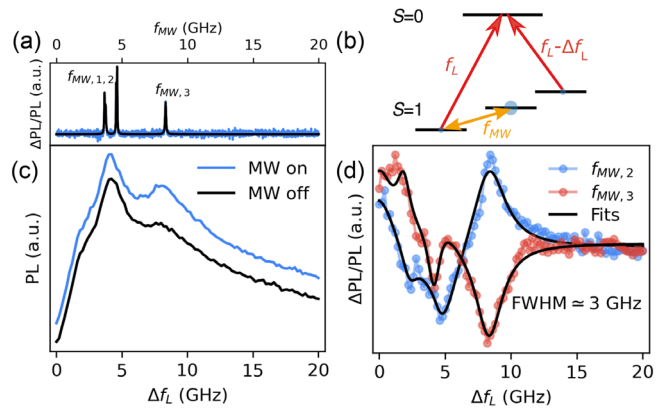 (a)
f_MW (GHz)
0 5 10 15 20
ΔPL/PL (a.u.)
f_MW,1,2
f_MW,3
(b)
S=0
f_L
f_L-Δf_L
S=1
f_MW
(c)
MW on
MW off
PL (a.u.)
0 5 10 15 20
Δf_L (GHz)
(d)
f_MW,2
f_MW,3
Fits
ΔPL/PL (a.u.)
FWHM ≃ 3 GHz
0 5 10 15 20
Δf_L (GHz)